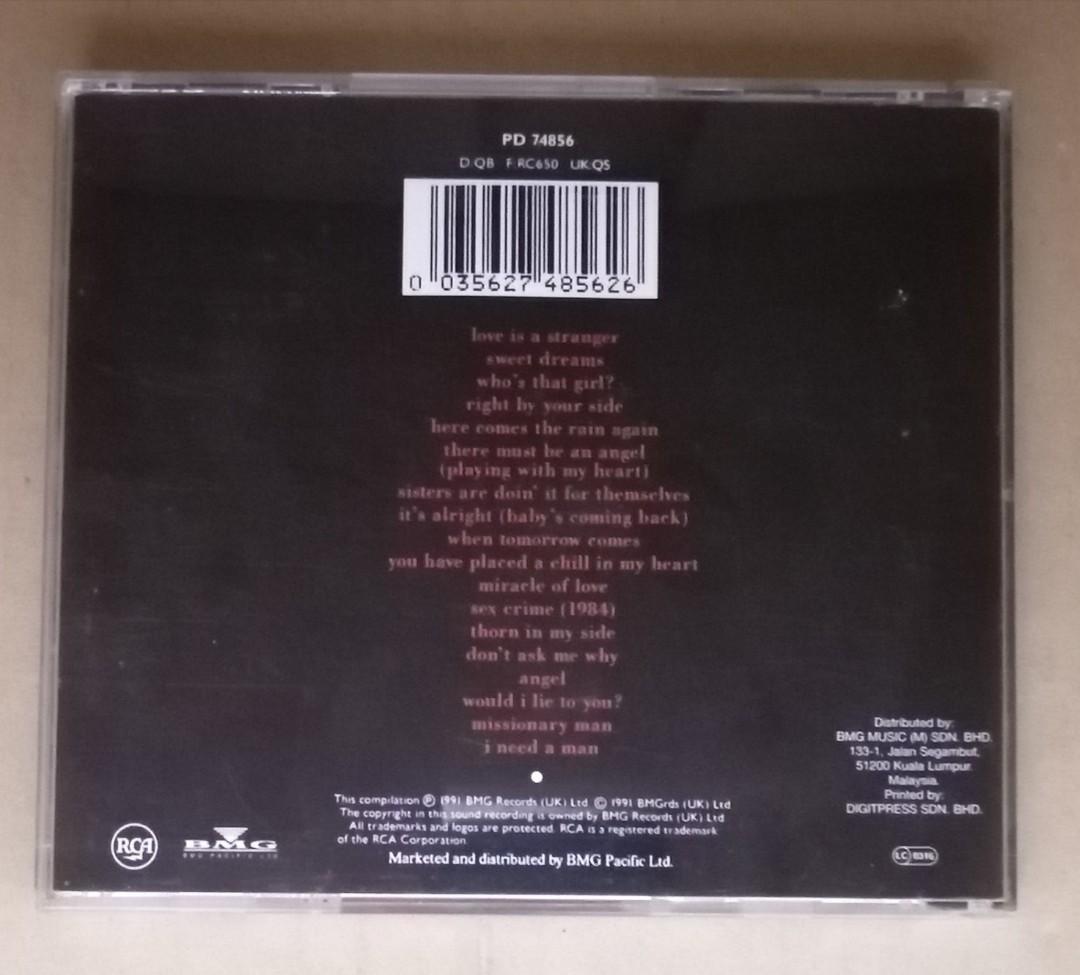 PD 74856
D:QB F:RC650 UK:QS
0 035627 485626
love is a stranger
sweet dreams
who's that girl?
right by your side
here comes the rain again
there must be an angel
(playing with my heart)
sisters are doin' it for themselves
it's alright (baby's coming back)
when tomorrow comes
you have placed a chill in my heart
miracle of love
sex crime (1984)
thorn in my side
don't ask me why
angel
would i lie to you?
missionary man
i need a man
Distributed by:
BMG MUSIC (M) SDN. BHD.
133-1, Jalan Segambut,
51200 Kuala Lumpur.
Malaysia.
Printed by:
DIGITPRESS SDN. BHD.
This compilation ℗ 1991 BMG Records (UK) Ltd © 1991 BMGrds (UK) Ltd
The copyright in this sound recording is owned by BMG Records (UK) Ltd
All trademarks and logos are protected. RCA is a registered trademark
of the RCA Corporation
Marketed and distributed by BMG Pacific Ltd.
RCA
BMG
BMG PACIFIC LTD
LC 0316